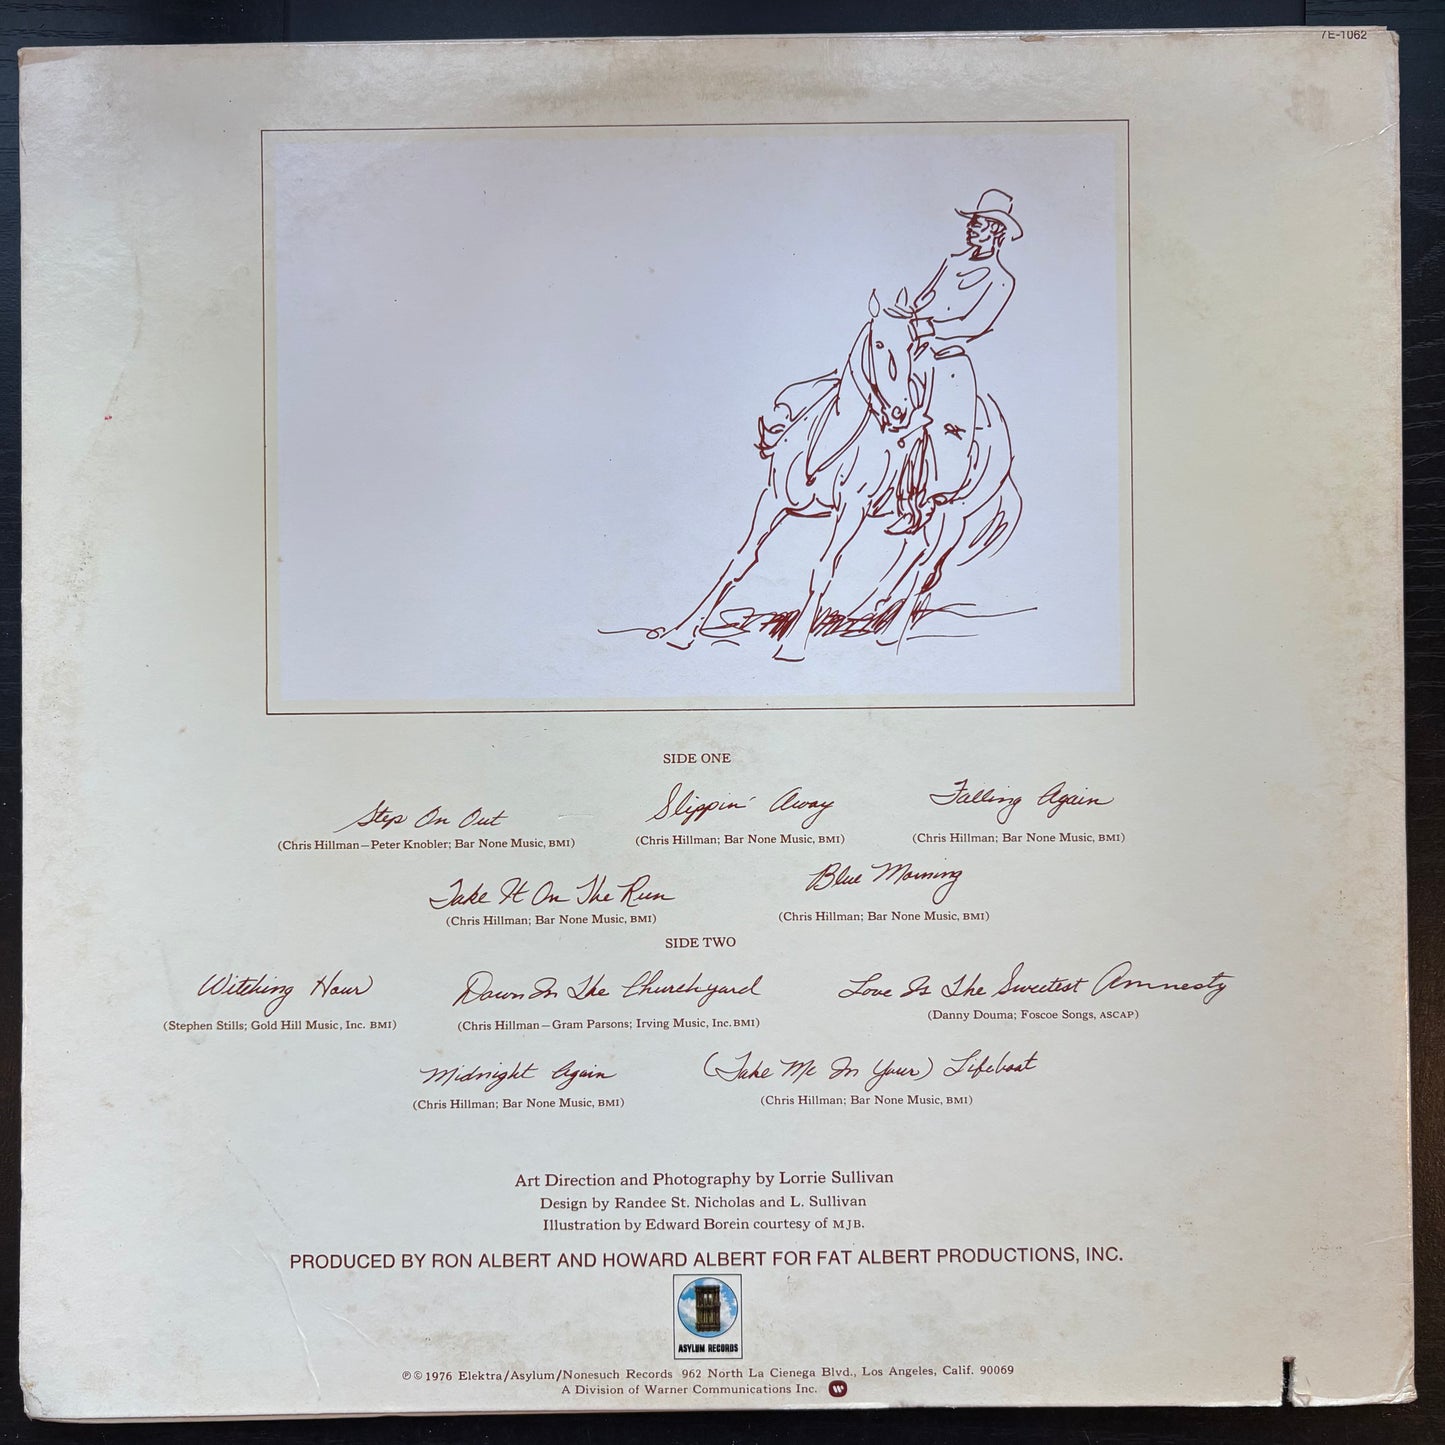 7E-1062
SIDE ONE
Step On Out
(Chris Hillman—Peter Knobler; Bar None Music, BMI)
Slippin' Away
(Chris Hillman; Bar None Music, BMI)
Falling Again
(Chris Hillman; Bar None Music, BMI)
Take It On The Run
(Chris Hillman; Bar None Music, BMI)
Blue Morning
(Chris Hillman; Bar None Music, BMI)
SIDE TWO
Witching Hour
(Stephen Stills; Gold Hill Music, Inc. BMI)
Down In The Churchyard
(Chris Hillman—Gram Parsons; Irving Music, Inc. BMI)
Love Is The Sweetest Amnesty
(Danny Douma; Foscoe Songs, ASCAP)
Midnight Again
(Chris Hillman; Bar None Music, BMI)
(Take Me In Your) Lifeboat
(Chris Hillman; Bar None Music, BMI)
Art Direction and Photography by Lorrie Sullivan
Design by Randee St. Nicholas and L. Sullivan
Illustration by Edward Borein courtesy of MJB.
PRODUCED BY RON ALBERT AND HOWARD ALBERT FOR FAT ALBERT PRODUCTIONS, INC.
ASYLUM RECORDS
℗©1976 Elektra/Asylum/Nonesuch Records 962 North La Cienega Blvd., Los Angeles, Calif. 90069
A Division of Warner Communications Inc.